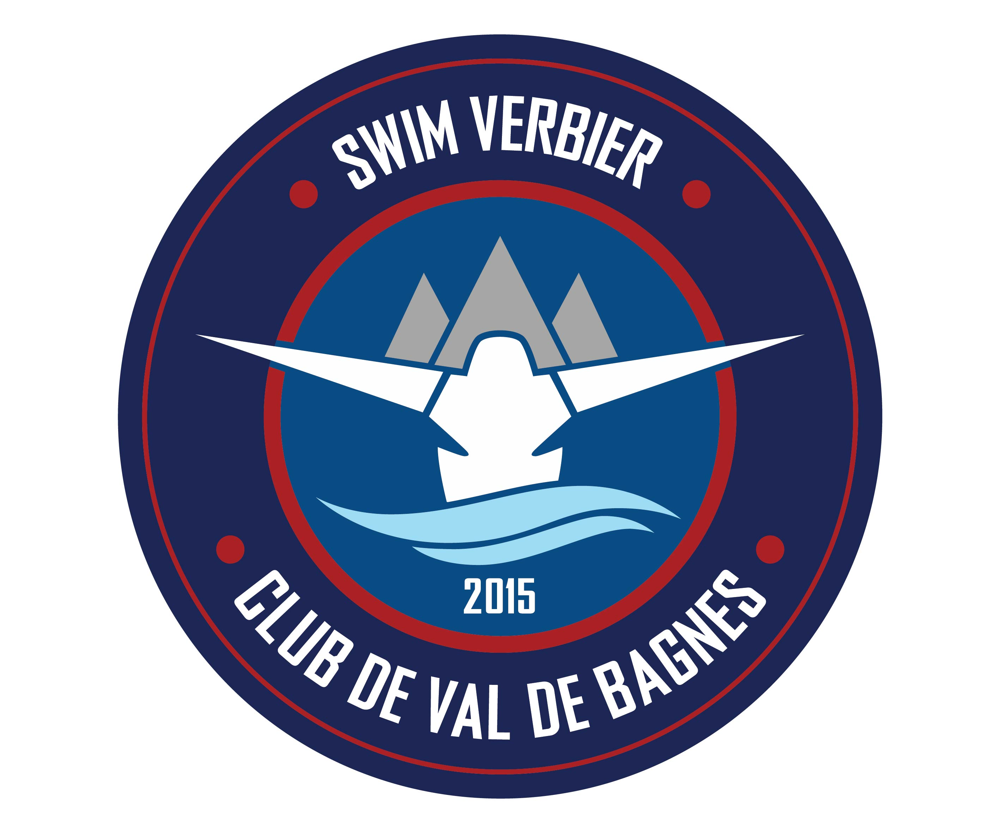 SWIM VERBIER
2015
CLUB DE VAL DE BAGNES